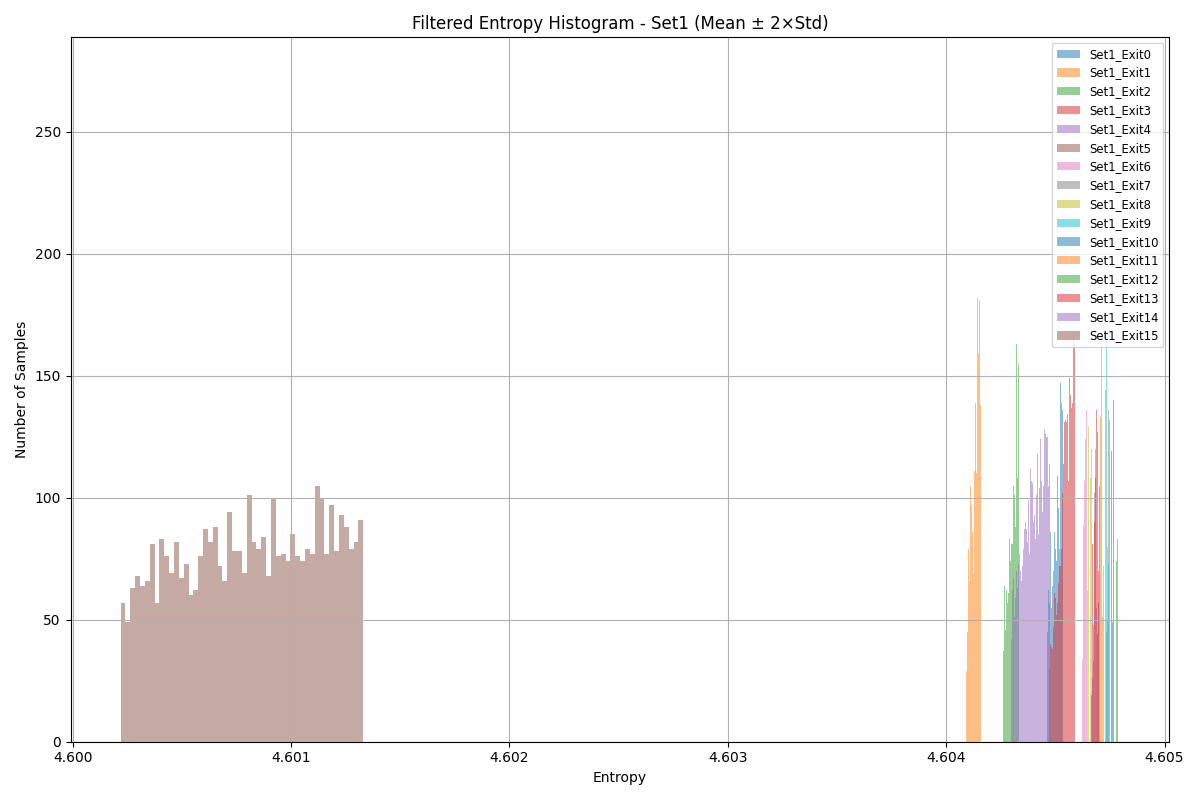 Filtered Entropy Histogram - Set1 (Mean ± 2×Std)
Set1_Exit0
Set1_Exit1
Set1_Exit2
Set1_Exit3
Set1_Exit4
Set1_Exit5
Set1_Exit6
Set1_Exit7
Set1_Exit8
Set1_Exit9
Set1_Exit10
Set1_Exit11
Set1_Exit12
Set1_Exit13
Set1_Exit14
Set1_Exit15
Number of Samples
250
200
150
100
50
0
4.600 4.601 4.602 4.603 4.604 4.605
Entropy